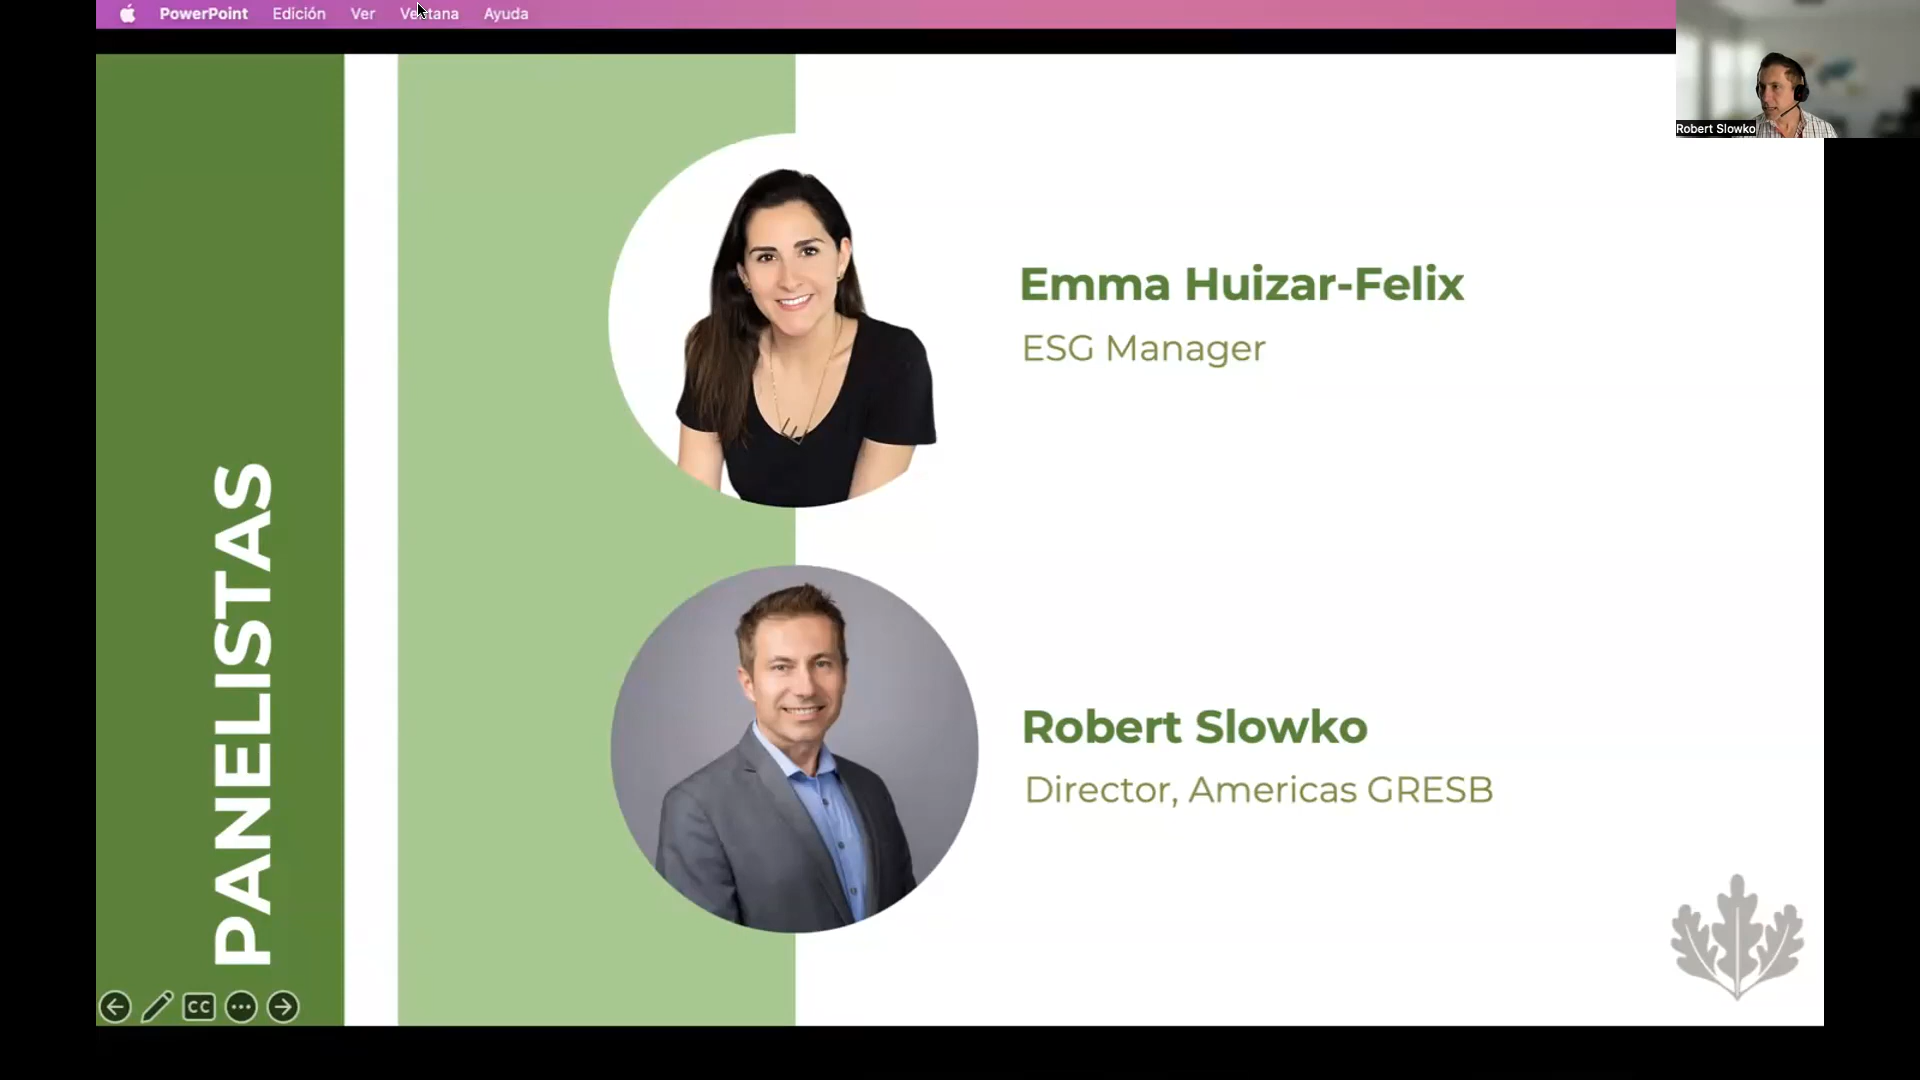 PowerPoint Edición Ver Ventana Ayuda
Robert Slowko
PANELISTAS
Emma Huizar-Felix
ESG Manager
Robert Slowko
Director, Americas GRESB
CC